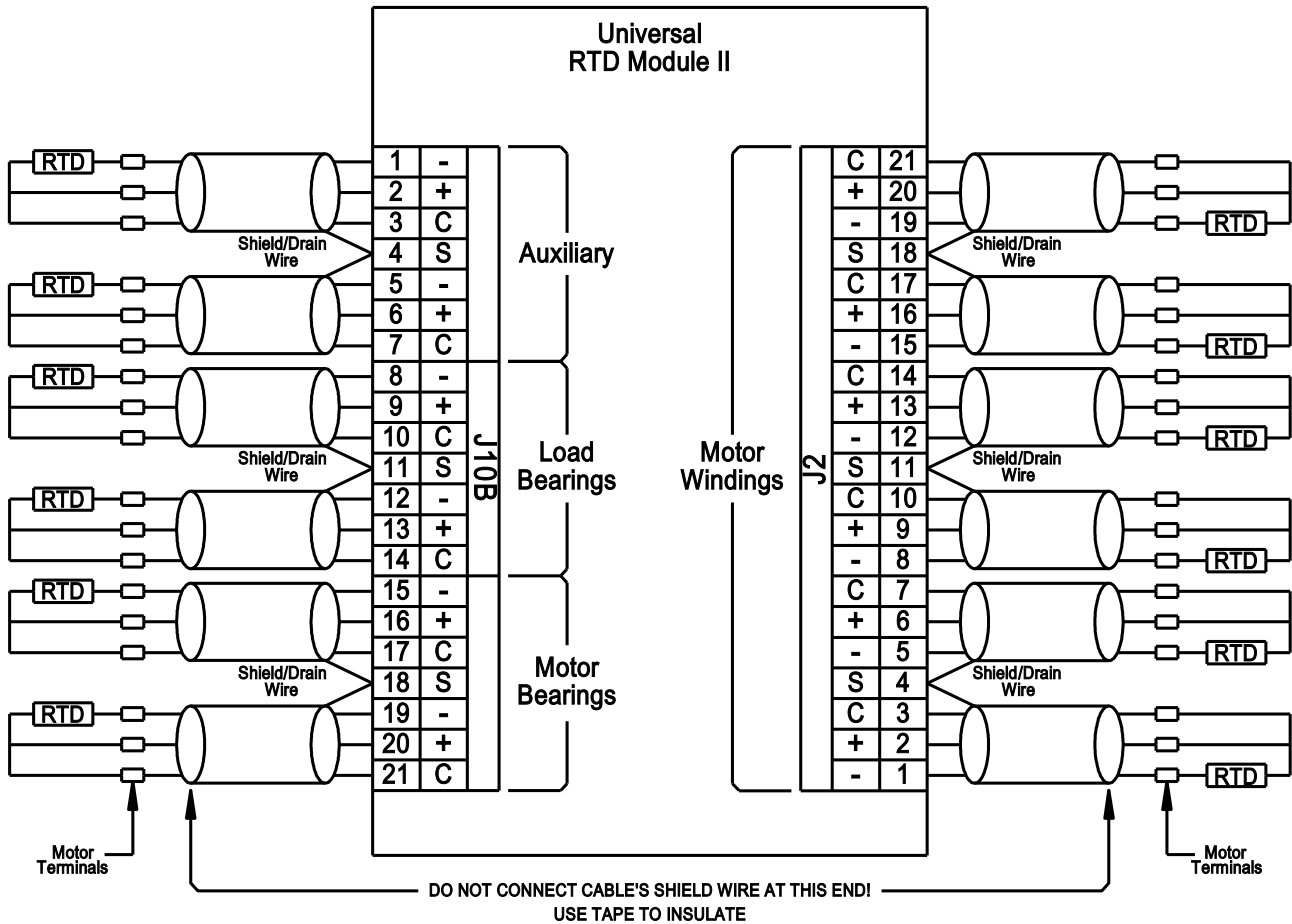 Universal
RTD Module II
RTD 1 - C 21
2 + + 20
3 C - 19 RTD
Shield/Drain
Wire
4 S Auxiliary S 18
Shield/Drain
Wire
RTD 5 - C 17
6 + + 16
7 C - 15 RTD
RTD 8 - C 14
9 + + 13
10 C - 12 RTD
Shield/Drain
Wire
11 S S 11
Shield/Drain
Wire
J10B
Load
Bearings
Motor
Windings
J2
RTD 12 - C 10
13 + + 9
14 C - 8 RTD
RTD 15 - C 7
16 + + 6
17 C - 5 RTD
Shield/Drain
Wire
18 S S 4
Shield/Drain
Wire
Motor
Bearings
RTD 19 - C 3
20 + + 2
21 C - 1 RTD
Motor
Terminals
Motor
Terminals
DO NOT CONNECT CABLE'S SHIELD WIRE AT THIS END!
USE TAPE TO INSULATE